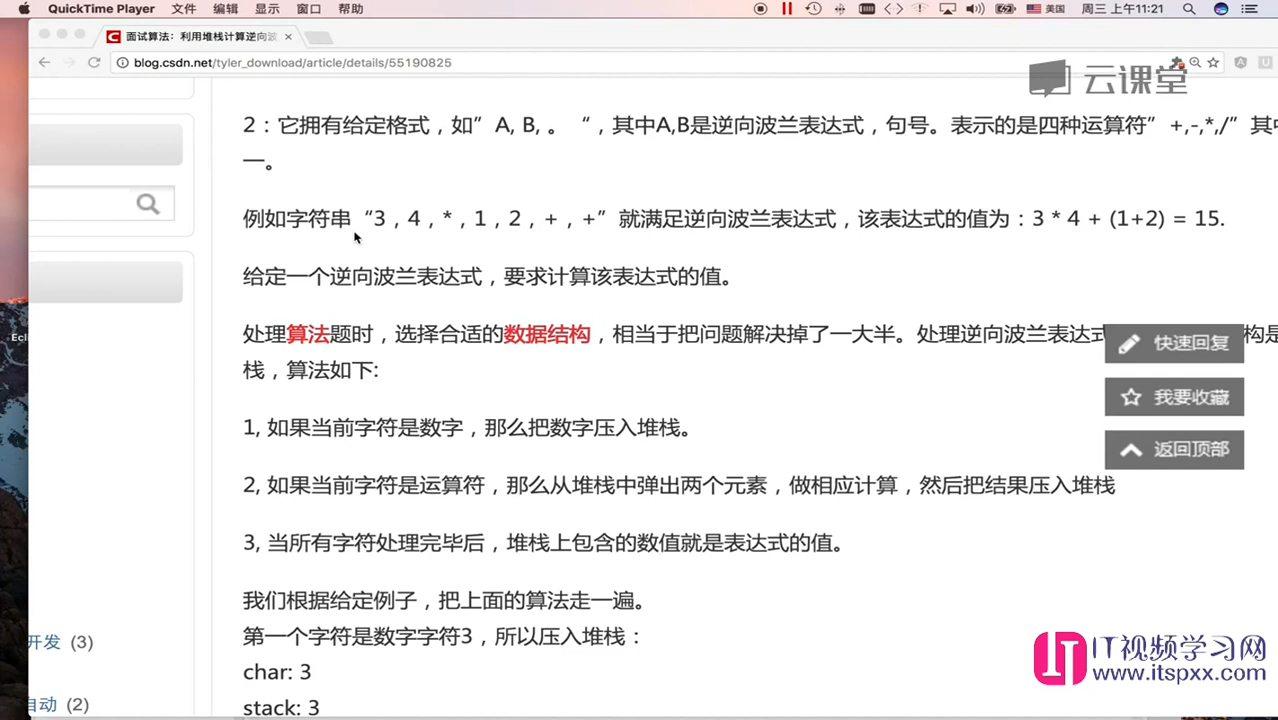 QuickTime Player 文件 编辑 显示 窗口 帮助 美国 周三 上午11:21
面试算法：利用堆栈计算逆向波
blog.csdn.net/tyler_download/article/details/55190825
云课堂
2：它拥有给定格式，如”A, B, 。“，其中A,B是逆向波兰表达式，句号。表示的是四种运算符”+,-,*,/”其中
一。
例如字符串“3，4，*，1，2，+，+”就满足逆向波兰表达式，该表达式的值为：3 * 4 + (1+2) = 15.
给定一个逆向波兰表达式，要求计算该表达式的值。
处理算法题时，选择合适的数据结构，相当于把问题解决掉了一大半。处理逆向波兰表达式 构是
栈，算法如下:
快速回复
我要收藏
返回顶部
1, 如果当前字符是数字，那么把数字压入堆栈。
2, 如果当前字符是运算符，那么从堆栈中弹出两个元素，做相应计算，然后把结果压入堆栈
3, 当所有字符处理完毕后，堆栈上包含的数值就是表达式的值。
我们根据给定例子，把上面的算法走一遍。
第一个字符是数字字符3，所以压入堆栈：
char: 3
stack: 3
Ecl
开发 (3)
自动 (2)
IT视频学习网
www.itspxx.com